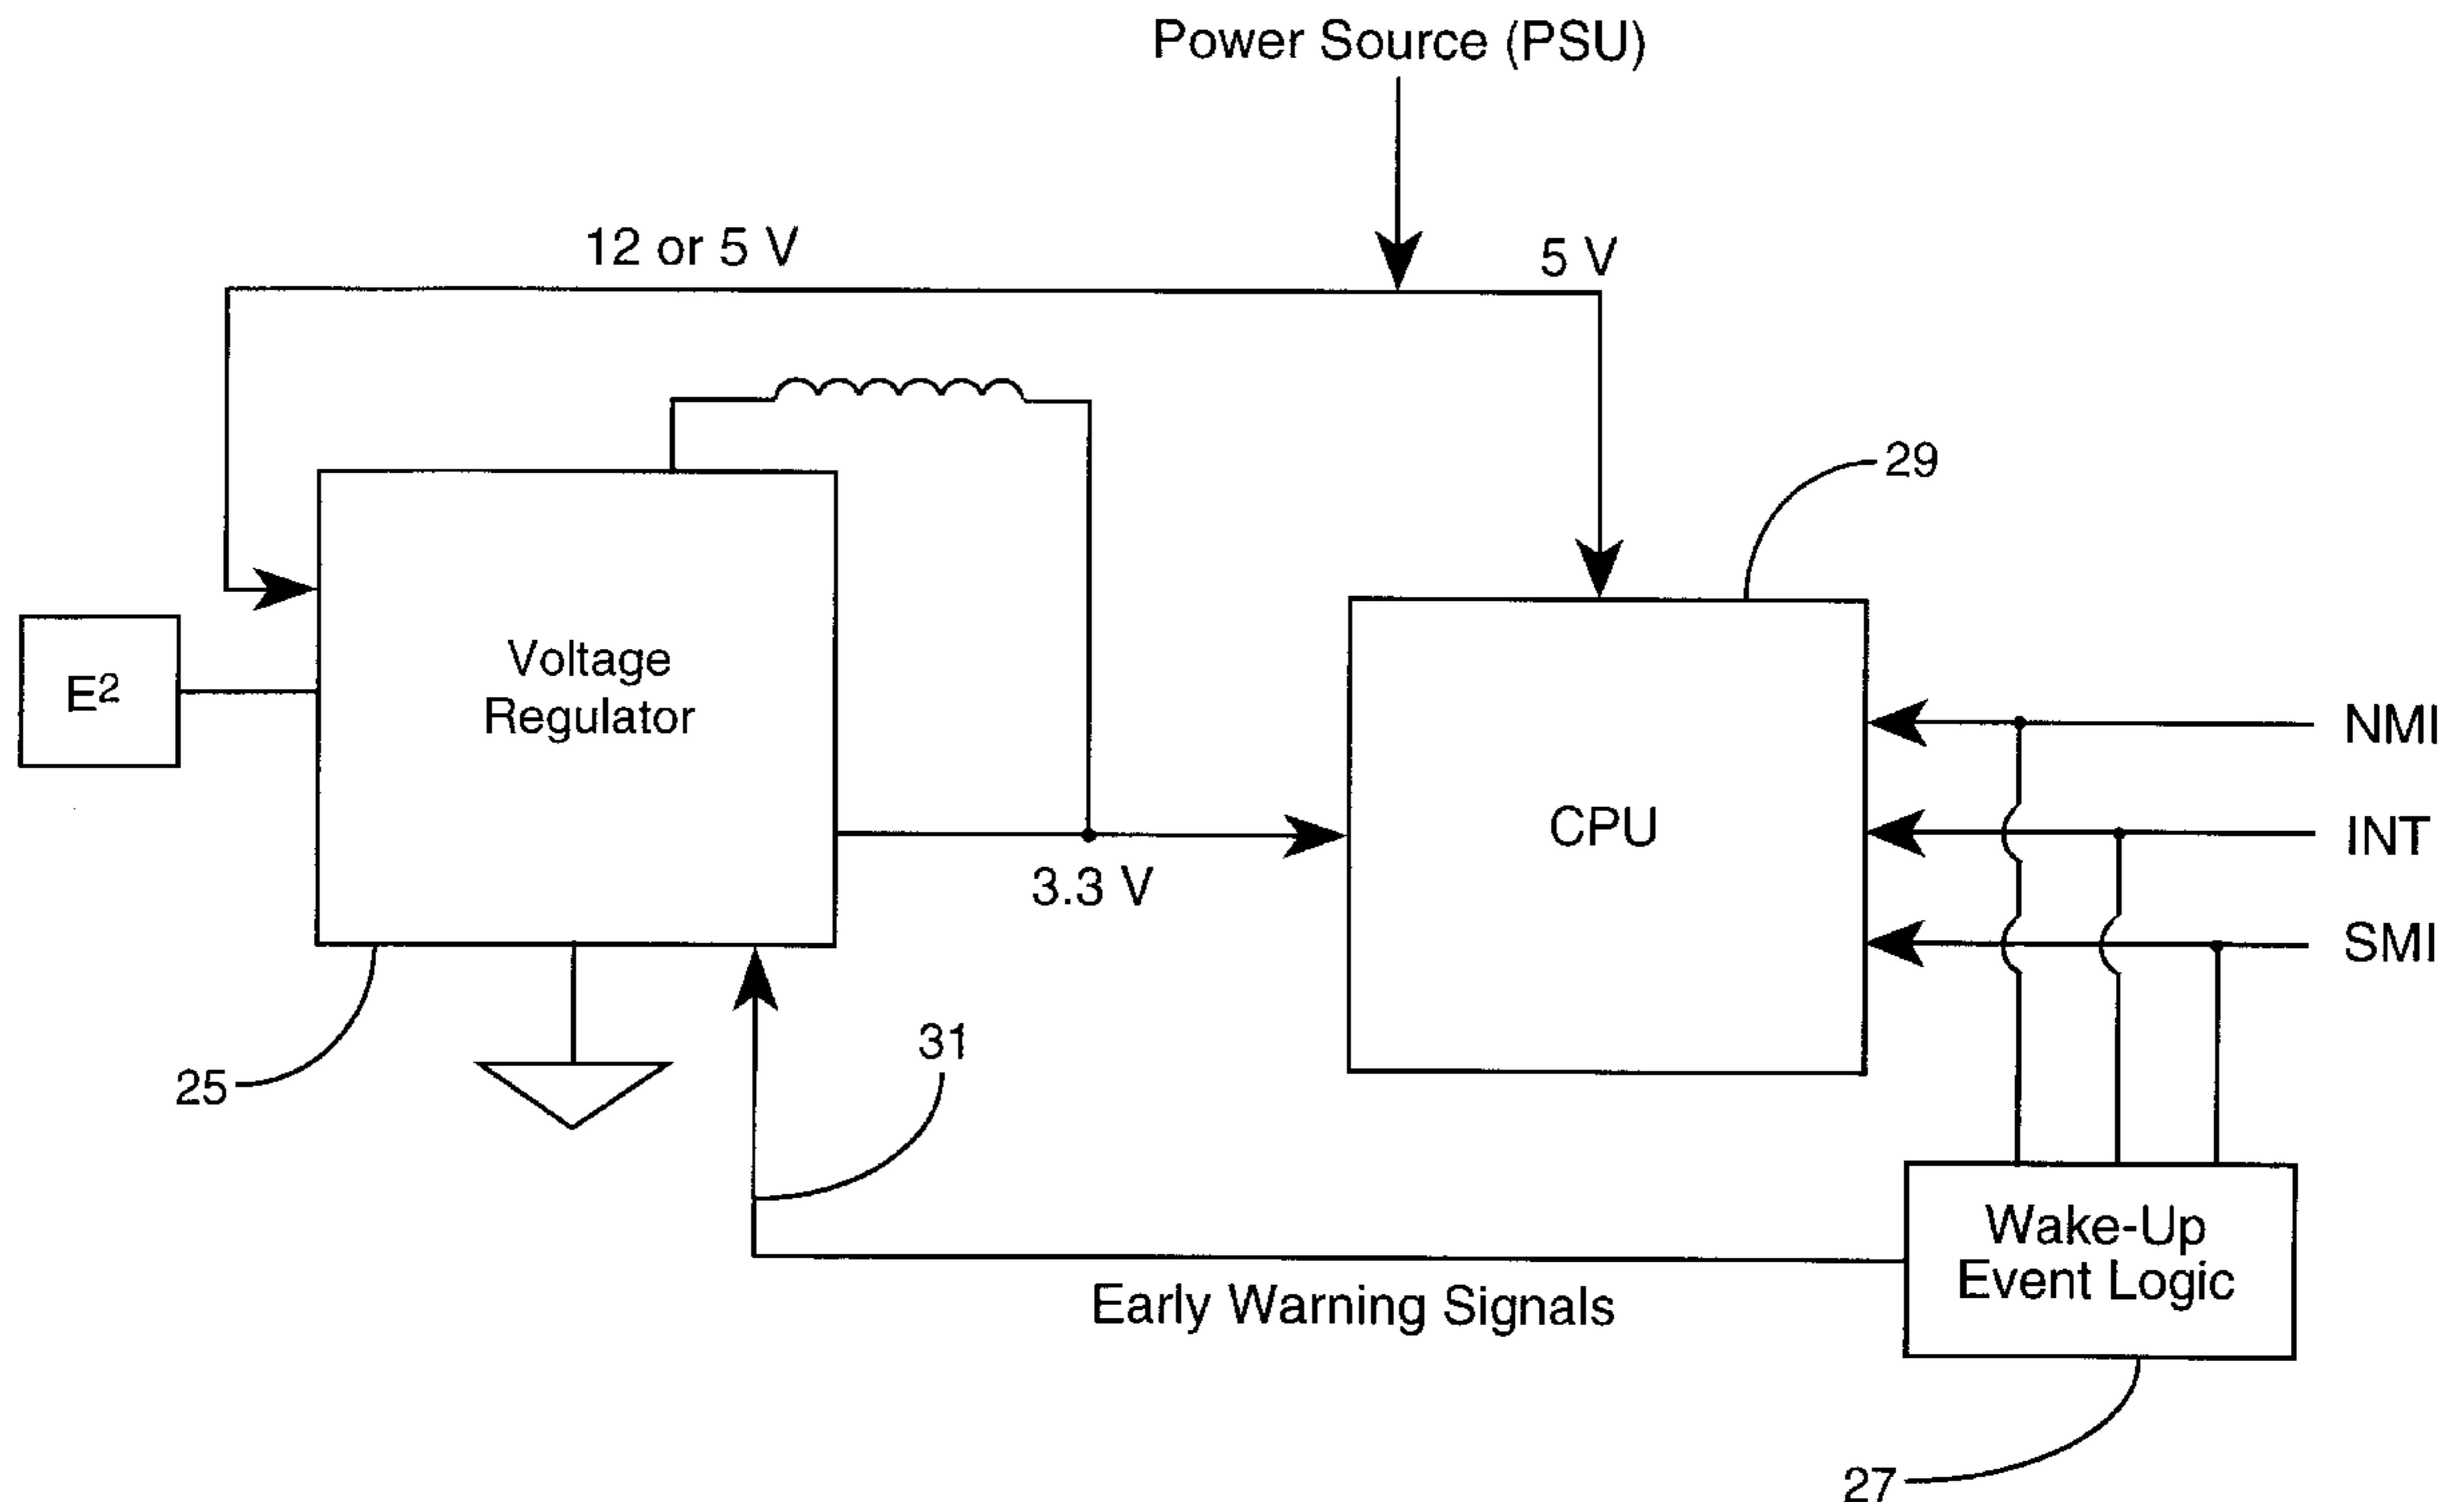 Power Source (PSU)
12 or 5 V
5 V
29
E²
Voltage
Regulator
NMI
CPU
INT
3.3 V
SMI
31
25
Wake-Up
Event Logic
Early Warning Signals
27